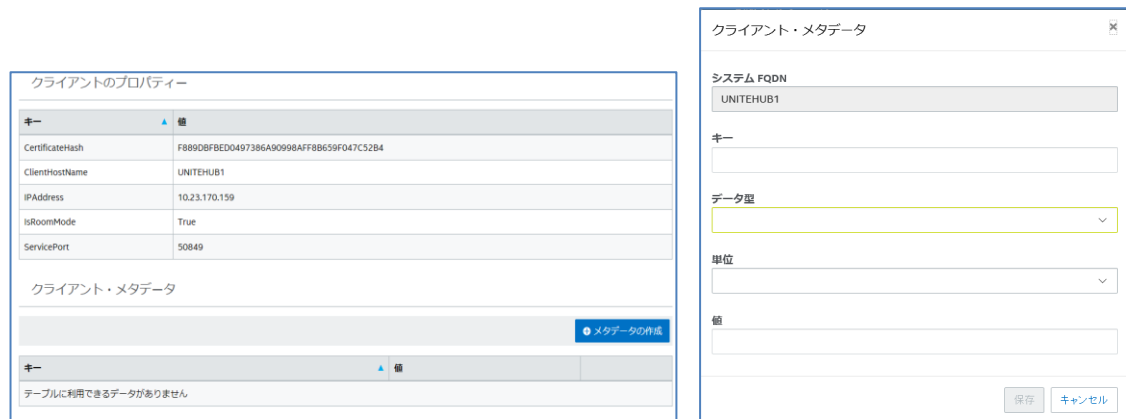 クライアントのプロパティー
キー 値
CertificateHash F889DBFBED0497386A90998AFF8B659F047C52B4
ClientHostName UNITEHUB1
IPAddress 10.23.170.159
IsRoomMode True
ServicePort 50849
クライアント・メタデータ
メタデータの作成
キー 値
テーブルに利用できるデータがありません
クライアント・メタデータ
システム FQDN
UNITEHUB1
キー
データ型
単位
値
保存 キャンセル